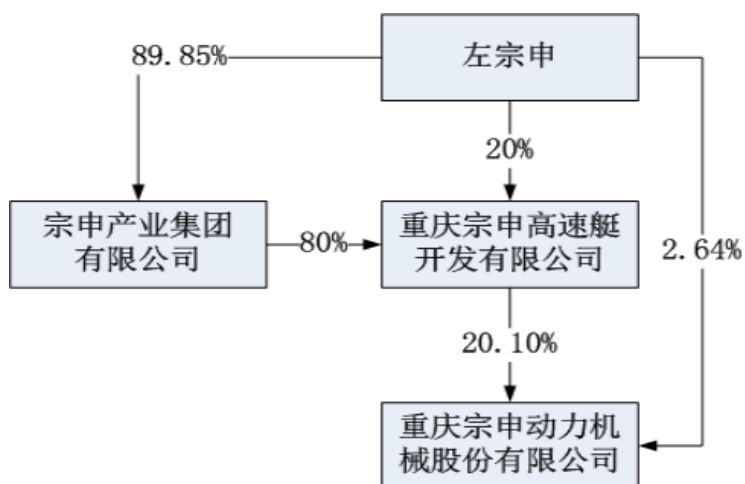 89.85%
左宗申
20%
宗申产业集团
有限公司
80%
重庆宗申高速艇
开发有限公司
2.64%
20.10%
重庆宗申动力机
械股份有限公司